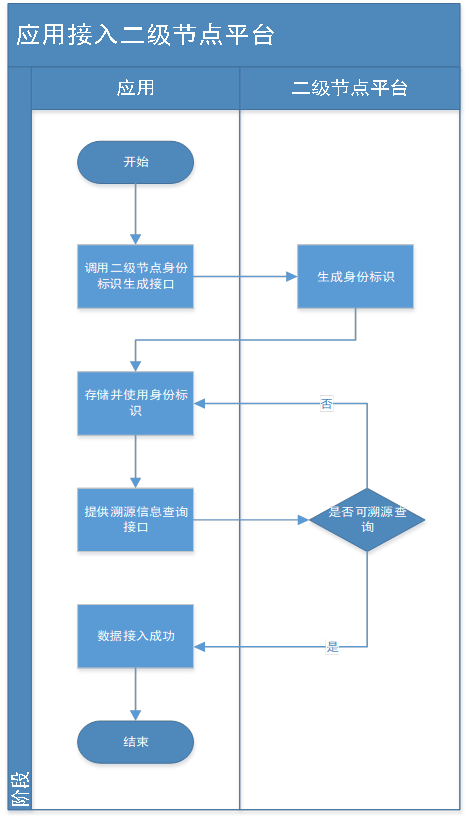 应用接入二级节点平台
应用
二级节点平台
开始
调用二级节点身份
标识生成接口
生成身份标识
存储并使用身份标
识
否
提供溯源信息查询
接口
是否可溯源查
询
数据接入成功
是
结束
阶段